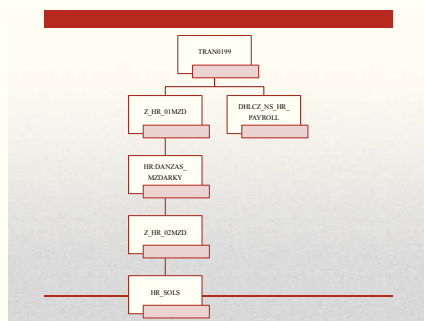 TRAN0199
Z_HR_01MZD
DHLCZ_NS_HR_
PAYROLL
HR:DANZAS_
MZDARKY
Z_HR_02MZD
HR_SOLS